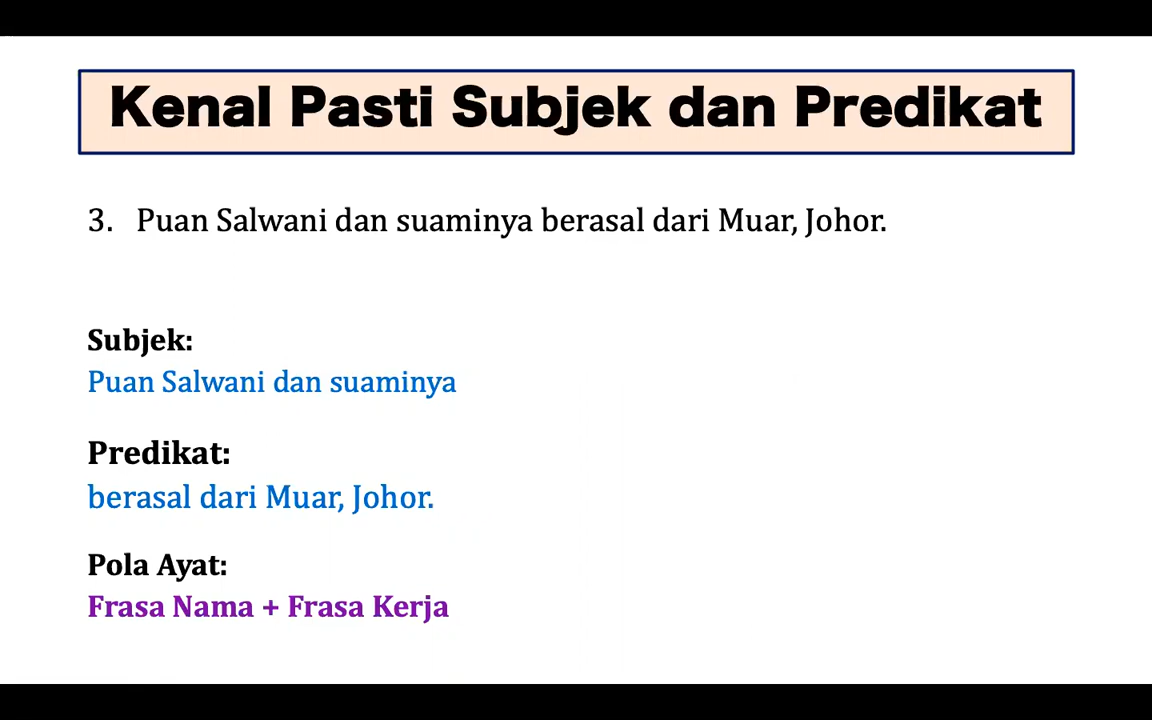 Kenal Pasti Subjek dan Predikat
3. Puan Salwani dan suaminya berasal dari Muar, Johor.
Subjek:
Puan Salwani dan suaminya
Predikat:
berasal dari Muar, Johor.
Pola Ayat:
Frasa Nama + Frasa Kerja